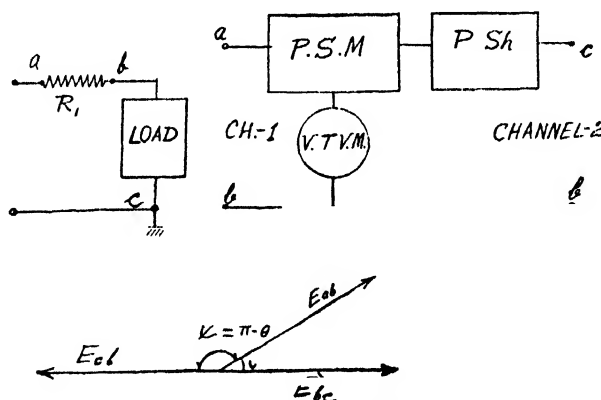 a b
R₁
LOAD
C
a P.S.M P Sh c
CH.-1 V.T.V.M. CHANNEL-2
b b
Eab
= π-θ
Ecb
Ebc